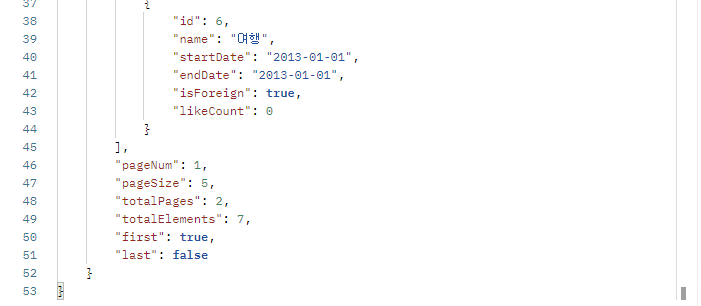 37 {
38 "id": 6,
39 "name": "여행",
40 "startDate": "2013-01-01",
41 "endDate": "2013-01-01",
42 "isForeign": true,
43 "likeCount": 0
44 }
45 ],
46 "pageNum": 1,
47 "pageSize": 5,
48 "totalPages": 2,
49 "totalElements": 7,
50 "first": true,
51 "last": false
52 }
53 }